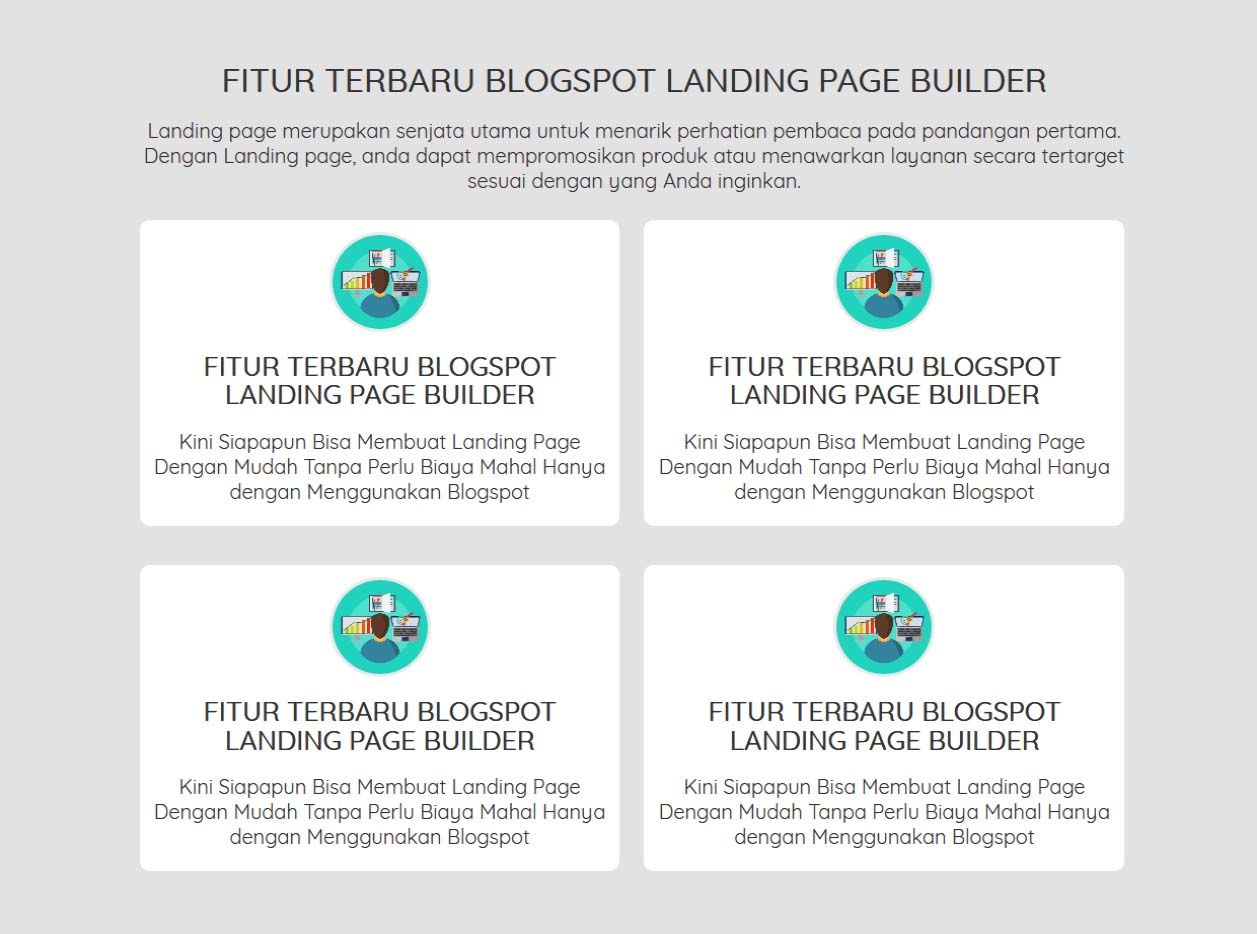 FITUR TERBARU BLOGSPOT LANDING PAGE BUILDER
Landing page merupakan senjata utama untuk menarik perhatian pembaca pada pandangan pertama.
Dengan Landing page, anda dapat mempromosikan produk atau menawarkan layanan secara tertarget
sesuai dengan yang Anda inginkan.
FITUR TERBARU BLOGSPOT
LANDING PAGE BUILDER
Kini Siapapun Bisa Membuat Landing Page
Dengan Mudah Tanpa Perlu Biaya Mahal Hanya
dengan Menggunakan Blogspot
FITUR TERBARU BLOGSPOT
LANDING PAGE BUILDER
Kini Siapapun Bisa Membuat Landing Page
Dengan Mudah Tanpa Perlu Biaya Mahal Hanya
dengan Menggunakan Blogspot
FITUR TERBARU BLOGSPOT
LANDING PAGE BUILDER
Kini Siapapun Bisa Membuat Landing Page
Dengan Mudah Tanpa Perlu Biaya Mahal Hanya
dengan Menggunakan Blogspot
FITUR TERBARU BLOGSPOT
LANDING PAGE BUILDER
Kini Siapapun Bisa Membuat Landing Page
Dengan Mudah Tanpa Perlu Biaya Mahal Hanya
dengan Menggunakan Blogspot